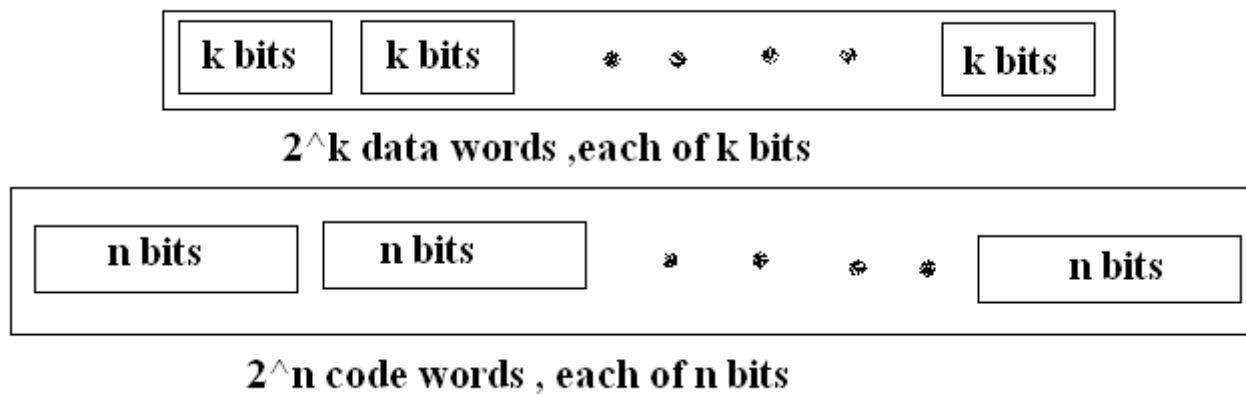 k bits k bits k bits
2^k data words ,each of k bits
n bits n bits n bits
2^n code words , each of n bits